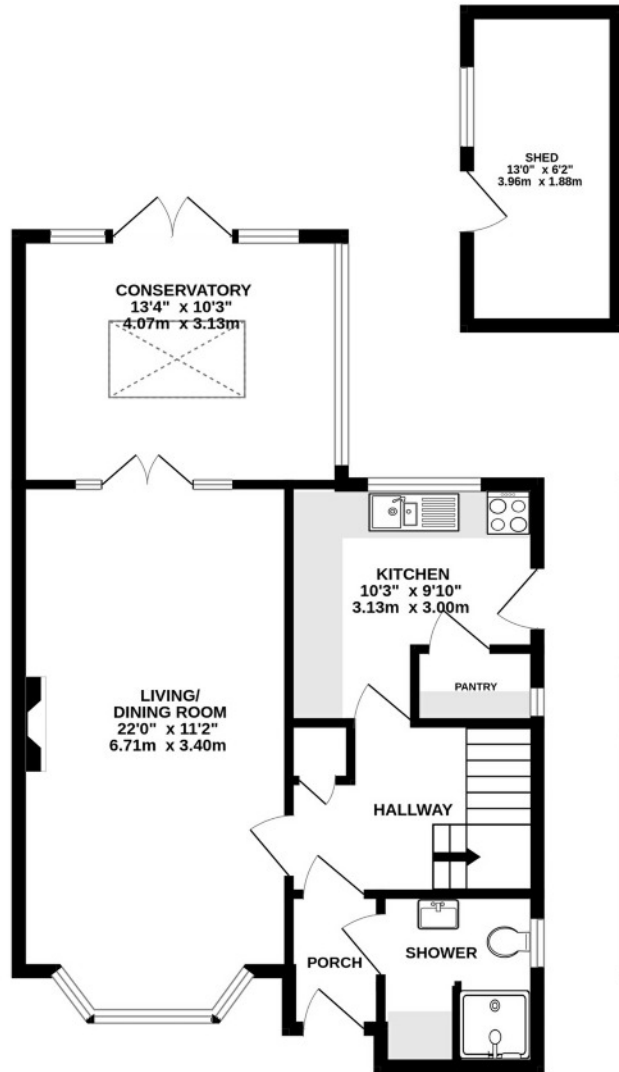 SHED
13'0" x 6'2"
3.96m x 1.88m
CONSERVATORY
13'4" x 10'3"
4.07m x 3.13m
KITCHEN
10'3" x 9'10"
3.13m x 3.00m
PANTRY
LIVING/
DINING ROOM
22'0" x 11'2"
6.71m x 3.40m
HALLWAY
SHOWER
PORCH